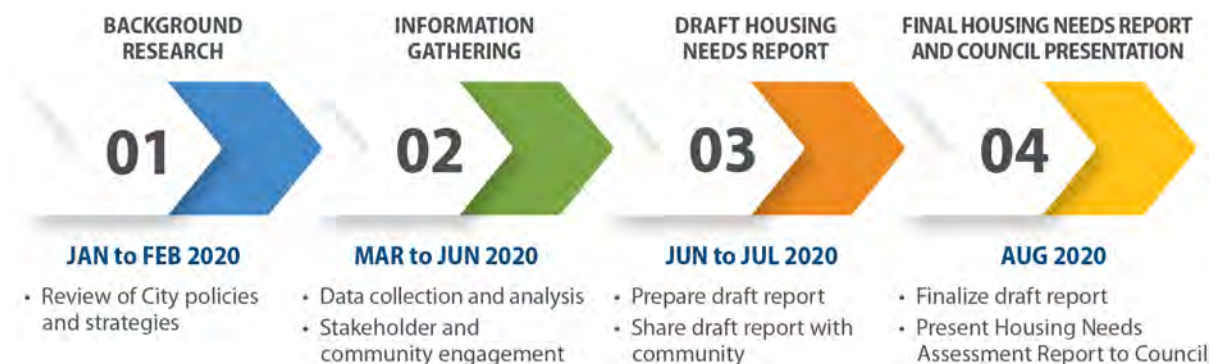 BACKGROUND
RESEARCH
01
JAN to FEB 2020
• Review of City policies
and strategies
INFORMATION
GATHERING
02
MAR to JUN 2020
• Data collection and analysis
• Stakeholder and
community engagement
DRAFT HOUSING
NEEDS REPORT
03
JUN to JUL 2020
• Prepare draft report
• Share draft report with
community
FINAL HOUSING NEEDS REPORT
AND COUNCIL PRESENTATION
04
AUG 2020
• Finalize draft report
• Present Housing Needs
Assessment Report to Council